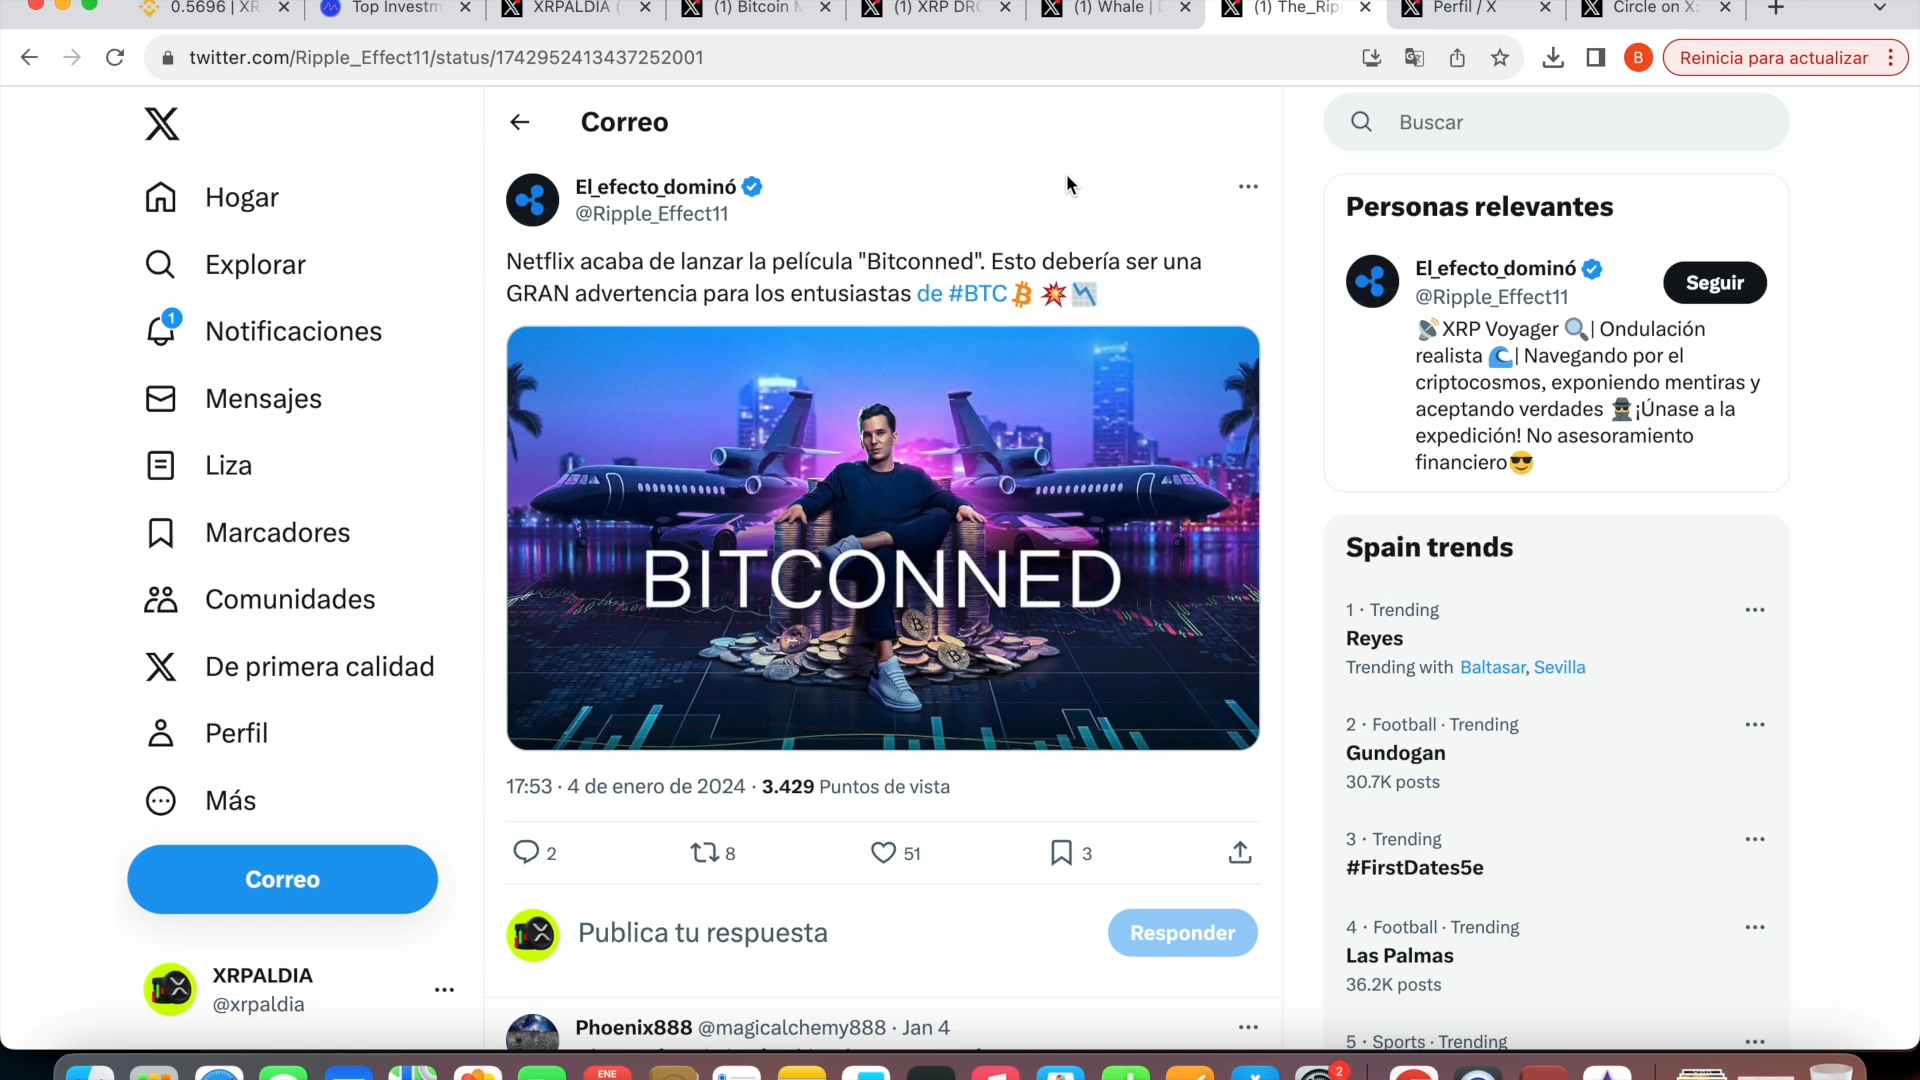 0.5696 | XR
Top Investm
XRPALDIA (
(1) Bitcoin M
(1) XRP DRO
(1) Whale | D
(1) The_Rip
Perfil / X
Circle on X:
twitter.com/Ripple_Effect11/status/1742952413437252001
B
Reinicia para actualizar
Hogar
Explorar
1
Notificaciones
Mensajes
Liza
Marcadores
Comunidades
De primera calidad
Perfil
Más
Correo
XRPALDIA
@xrpaldia
Correo
El_efecto_dominó
@Ripple_Effect11
Netflix acaba de lanzar la película "Bitconned". Esto debería ser una
GRAN advertencia para los entusiastas de #BTC
BITCONNED
17:53 · 4 de enero de 2024 · 3.429 Puntos de vista
2 8 51 3
Publica tu respuesta
Responder
Phoenix888 @magicalchemy888 · Jan 4
Buscar
Personas relevantes
El_efecto_dominó
@Ripple_Effect11
Seguir
XRP Voyager | Ondulación
realista | Navegando por el
criptocosmos, exponiendo mentiras y
aceptando verdades ¡Únase a la
expedición! No asesoramiento
financiero
Spain trends
1 · Trending
Reyes
Trending with Baltasar, Sevilla
2 · Football · Trending
Gundogan
30.7K posts
3 · Trending
#FirstDates5e
4 · Football · Trending
Las Palmas
36.2K posts
5 · Sports · Trending
ENE
2